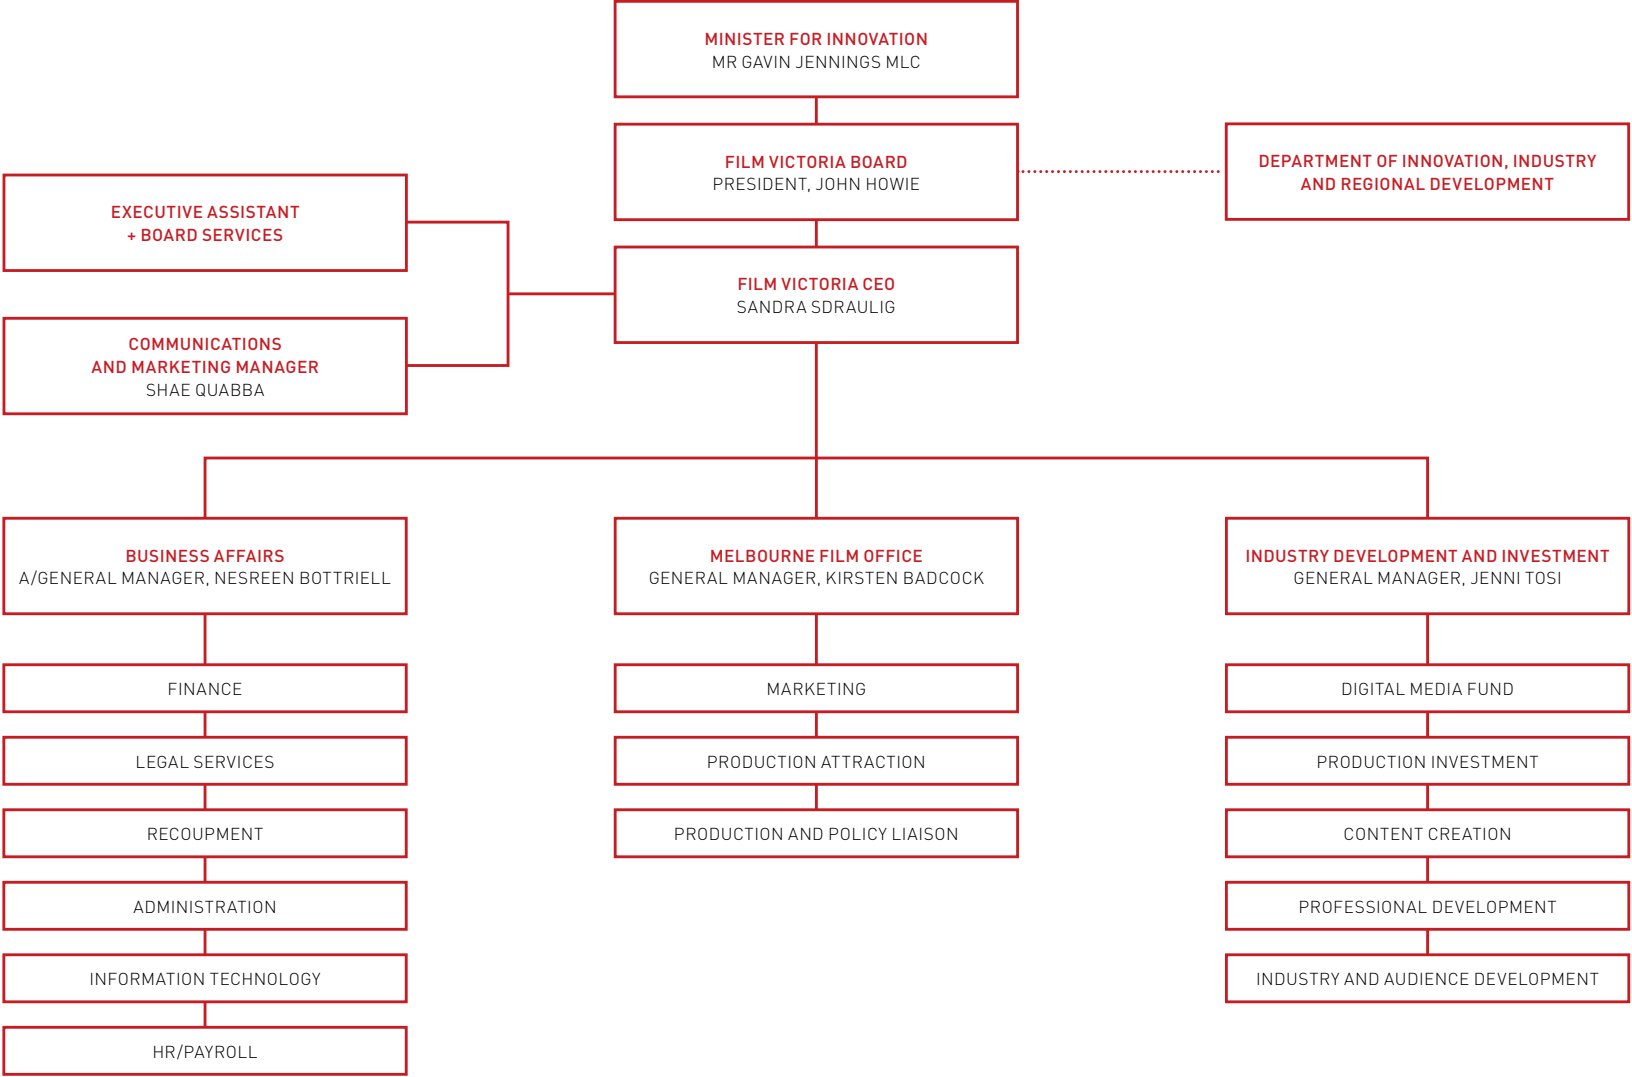 MINISTER FOR INNOVATION
MR GAVIN JENNINGS MLC
FILM VICTORIA BOARD
PRESIDENT, JOHN HOWIE
DEPARTMENT OF INNOVATION, INDUSTRY
AND REGIONAL DEVELOPMENT
EXECUTIVE ASSISTANT
+ BOARD SERVICES
FILM VICTORIA CEO
SANDRA SDRAULIG
COMMUNICATIONS
AND MARKETING MANAGER
SHAE QUABBA
BUSINESS AFFAIRS
A/GENERAL MANAGER, NESREEN BOTTRIELL
FINANCE
LEGAL SERVICES
RECOUPMENT
ADMINISTRATION
INFORMATION TECHNOLOGY
HR/PAYROLL
MELBOURNE FILM OFFICE
GENERAL MANAGER, KIRSTEN BADCOCK
MARKETING
PRODUCTION ATTRACTION
PRODUCTION AND POLICY LIAISON
INDUSTRY DEVELOPMENT AND INVESTMENT
GENERAL MANAGER, JENNI TOSI
DIGITAL MEDIA FUND
PRODUCTION INVESTMENT
CONTENT CREATION
PROFESSIONAL DEVELOPMENT
INDUSTRY AND AUDIENCE DEVELOPMENT